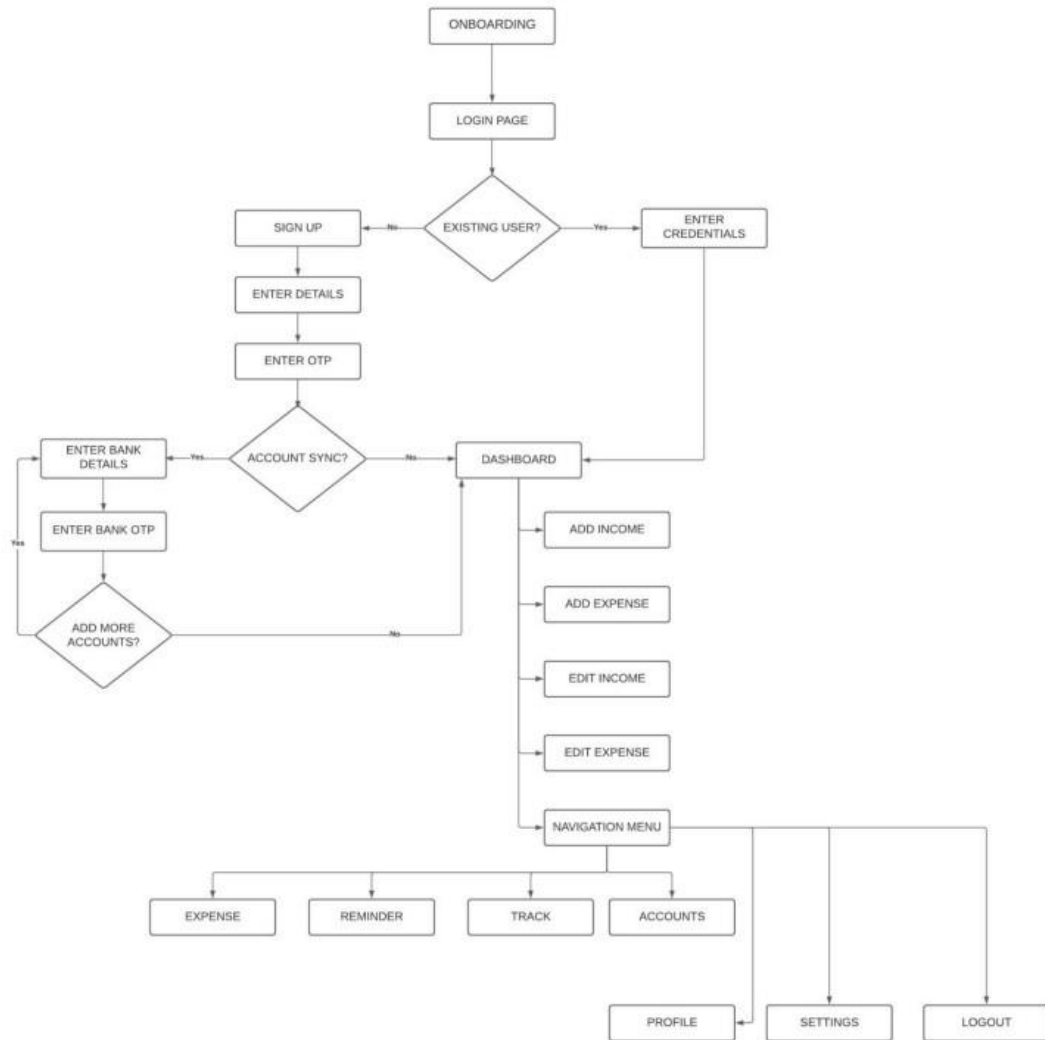 ONBOARDING
LOGIN PAGE
EXISTING USER?
No
Yes
SIGN UP
ENTER
CREDENTIALS
ENTER DETAILS
ENTER OTP
ACCOUNT SYNC?
Yes
No
ENTER BANK
DETAILS
DASHBOARD
ENTER BANK OTP
Yes
ADD MORE
ACCOUNTS?
No
ADD INCOME
ADD EXPENSE
EDIT INCOME
EDIT EXPENSE
NAVIGATION MENU
EXPENSE
REMINDER
TRACK
ACCOUNTS
PROFILE
SETTINGS
LOGOUT